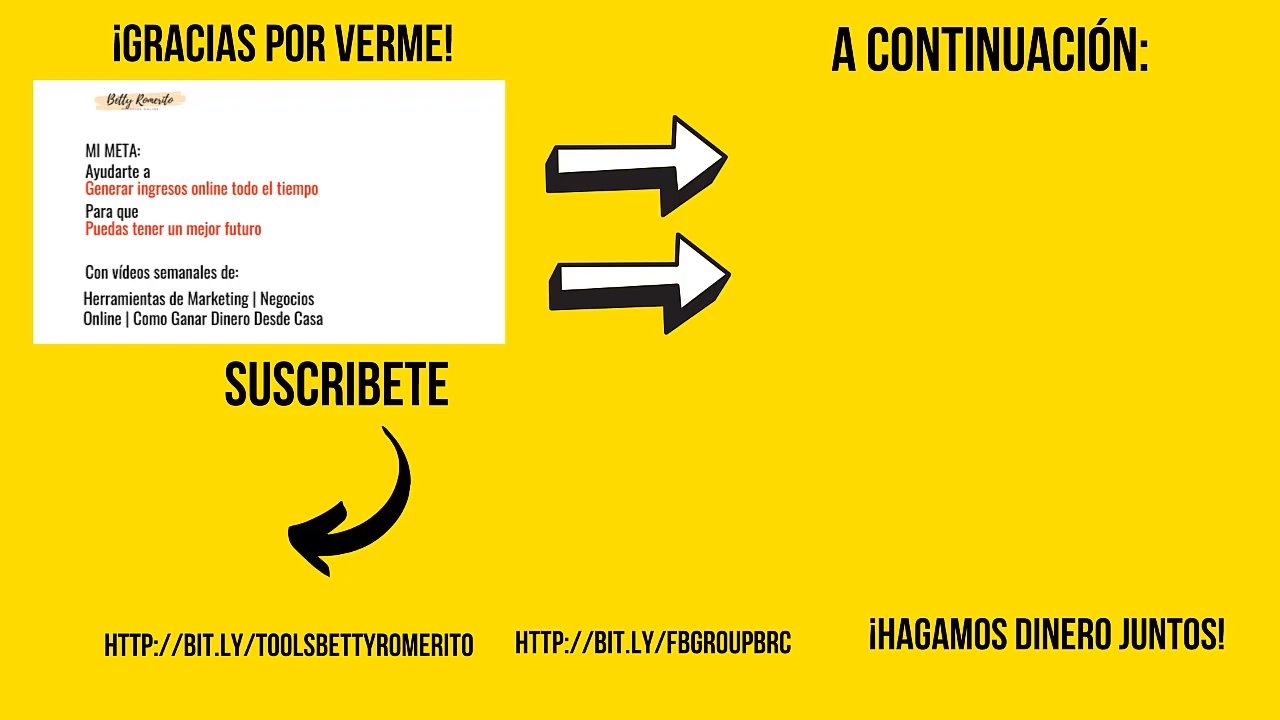 ¡GRACIAS POR VERME!
A CONTINUACIÓN:
Betty Romerito
MI META:
Ayudarte a
Generar ingresos online todo el tiempo
Para que
Puedas tener un mejor futuro
Con vídeos semanales de:
Herramientas de Marketing | Negocios
Online | Como Ganar Dinero Desde Casa
SUSCRIBETE
HTTP://BIT.LY/TOOLSBETTYROMERITO
HTTP://BIT.LY/FBGROUPBRC
¡HAGAMOS DINERO JUNTOS!